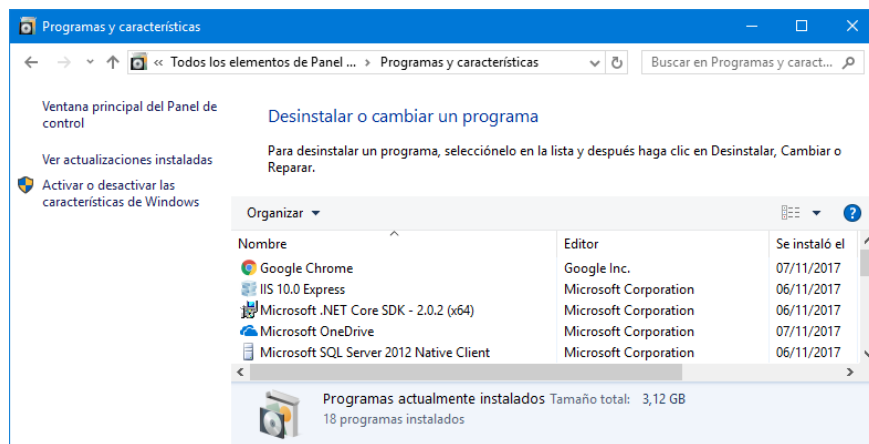 Programas y características
« Todos los elementos de Panel ... › Programas y características
Buscar en Programas y caract...
Ventana principal del Panel de
control
Ver actualizaciones instaladas
Activar o desactivar las
características de Windows
Desinstalar o cambiar un programa
Para desinstalar un programa, selecciónelo en la lista y después haga clic en Desinstalar, Cambiar o
Reparar.
Organizar
Nombre Editor Se instaló el
Google Chrome Google Inc. 07/11/2017
IIS 10.0 Express Microsoft Corporation 06/11/2017
Microsoft .NET Core SDK - 2.0.2 (x64) Microsoft Corporation 06/11/2017
Microsoft OneDrive Microsoft Corporation 07/11/2017
Microsoft SQL Server 2012 Native Client Microsoft Corporation 06/11/2017
Programas actualmente instalados Tamaño total: 3,12 GB
18 programas instalados